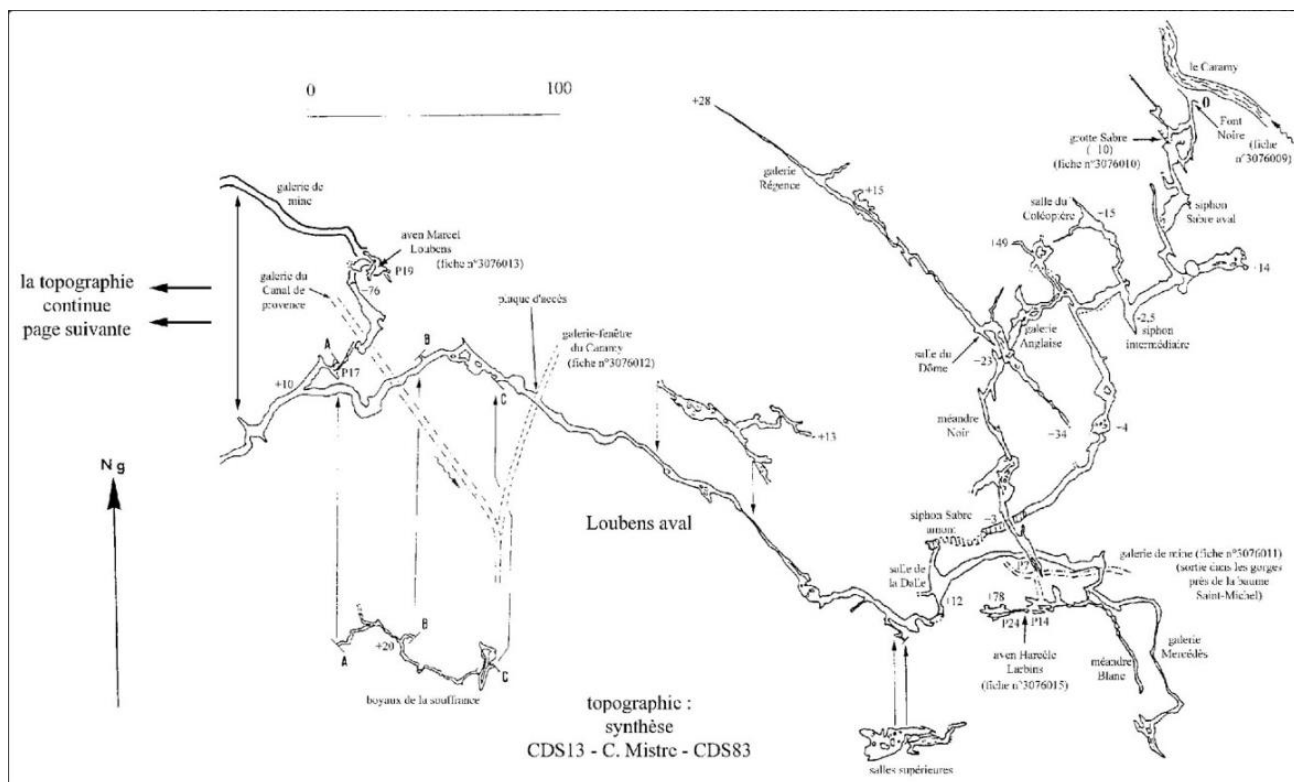 0
100
+28
le Caramy
0
Font
Noire
(fiche
n°3076009)
grotte Sabre
( 10)
(fiche n°3076010)
galerie
Régence
+15
galerie de
mine
aven Marcel
Loubens
(fiche n°3076013)
P19
-76
galerie du
Canal de
provence
la topographie
continue
page suivante
salle du
Coléoptère
-15
siphon
Sabre aval
+49
14
-2,5
siphon
intermédiaire
galerie
Anglaise
salle du
Dôme
-23
plaque d'accès
galerie-fenêtre
du Caramy
(fiche n°3076012)
A
P17
B
C
+10
méandre
Noir
-34
-4
+13
Ng
Loubens aval
siphon Sabre
amont
-3
P7
galerie de mine (fiche n°3076011)
(sortie dans les gorges
près de la baume
Saint-Michel)
salle de
la Dalle
+12
+78
P24
P14
aven Hareèle
Læbins
(fiche n°3076015)
méandre
Blanc
galerie
Mercédès
A
+20
B
C
boyaux de la souffrance
topographie :
synthèse
CDS13 - C. Mistre - CDS83
salles supérieures